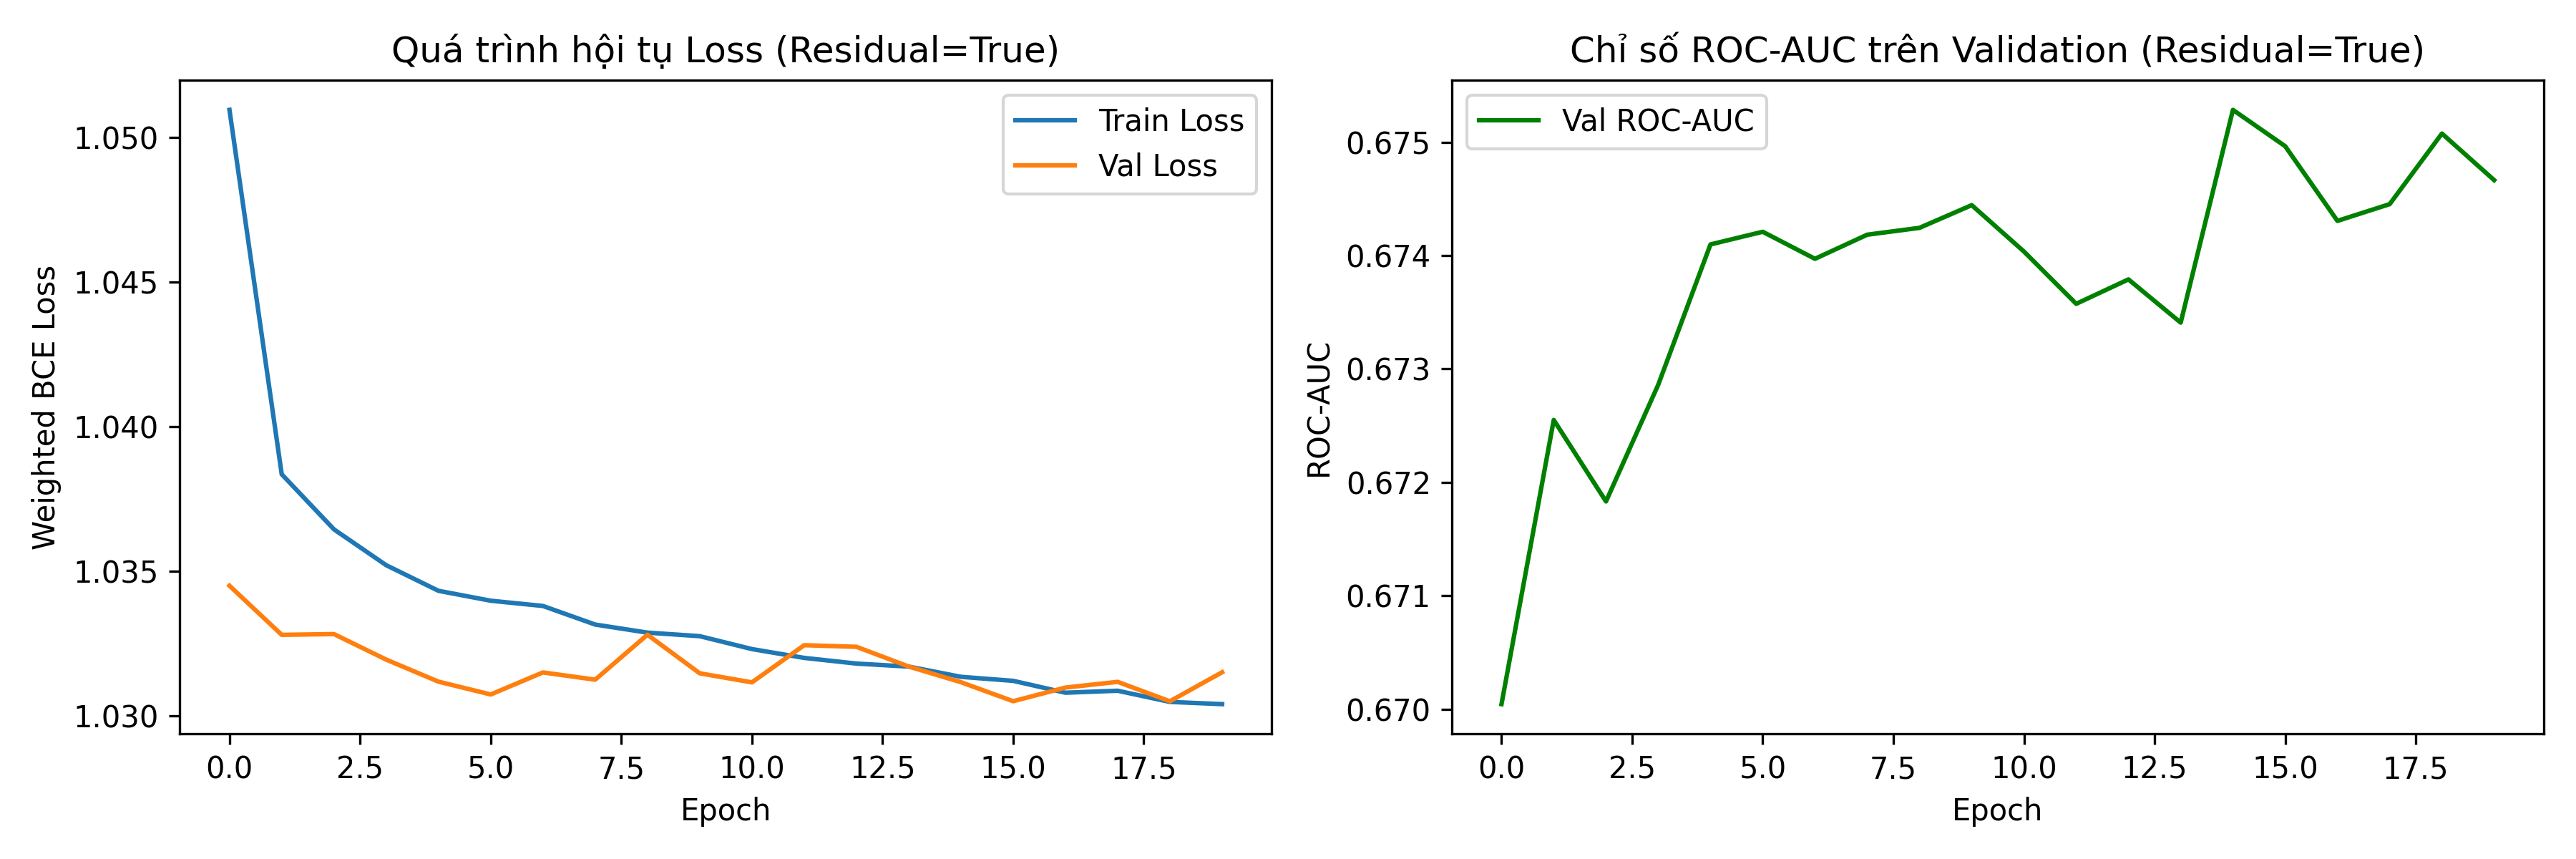 Quá trình hội tụ Loss (Residual=True)
Train Loss
Val Loss
Weighted BCE Loss
1.050
1.045
1.040
1.035
1.030
0.0 2.5 5.0 7.5 10.0 12.5 15.0 17.5
Epoch
Chỉ số ROC-AUC trên Validation (Residual=True)
Val ROC-AUC
ROC-AUC
0.675
0.674
0.673
0.672
0.671
0.670
0.0 2.5 5.0 7.5 10.0 12.5 15.0 17.5
Epoch